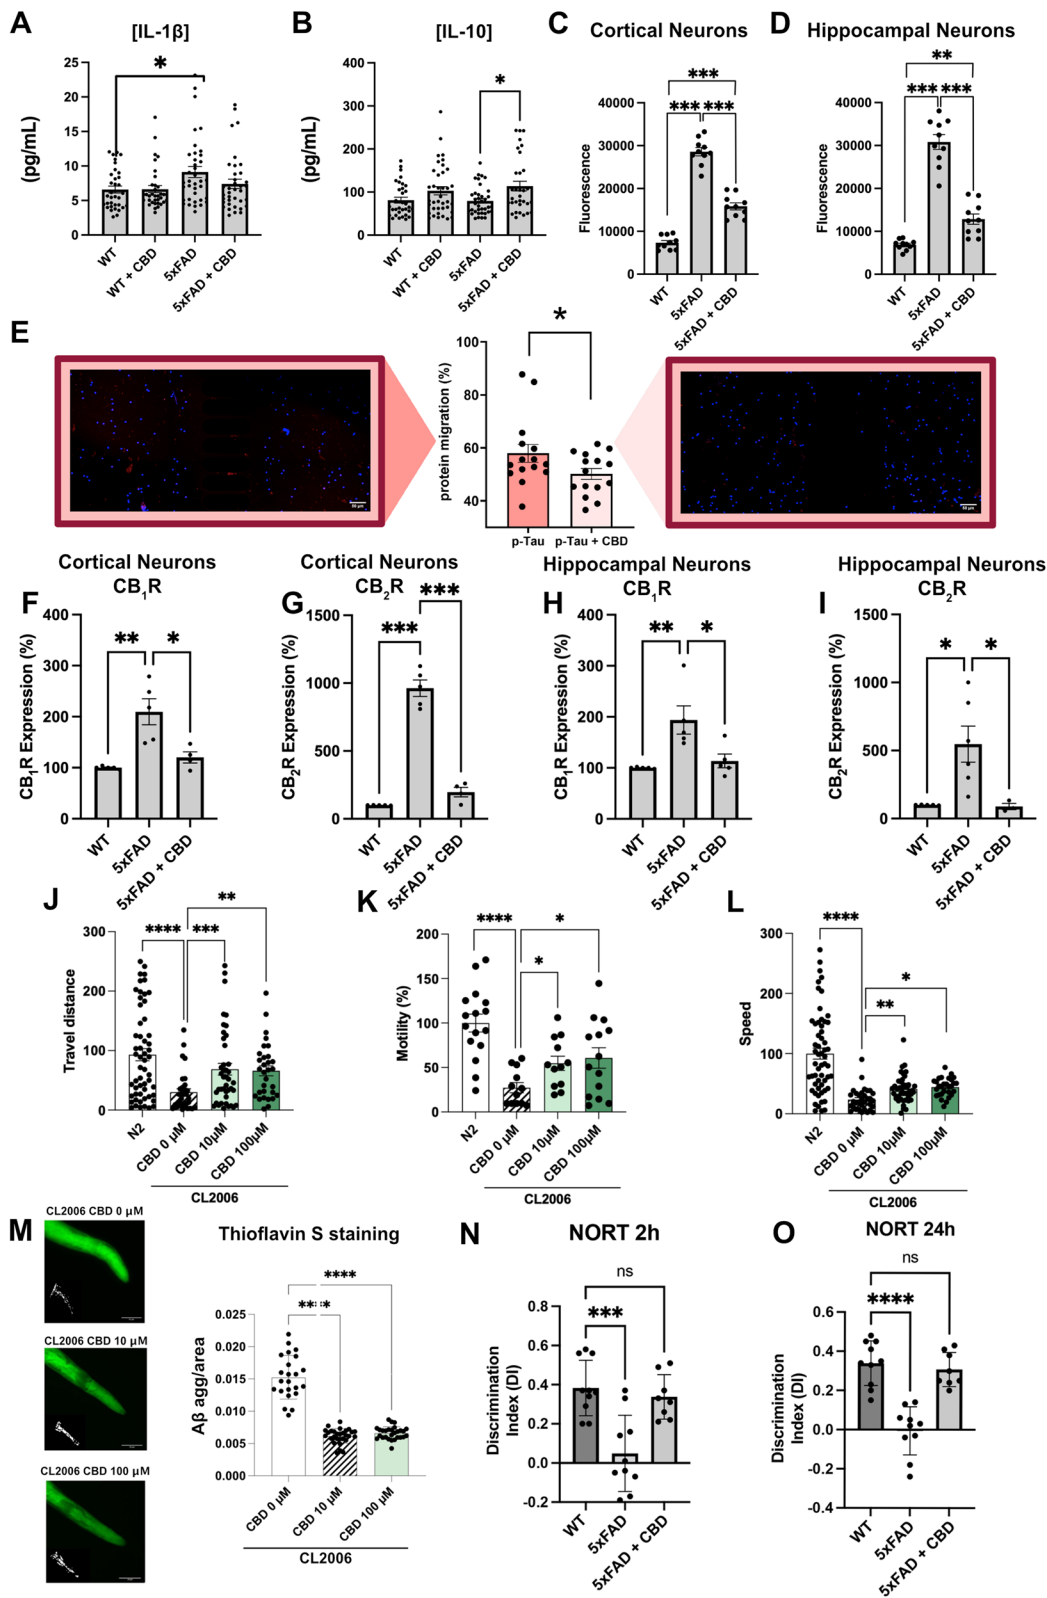 A
[IL-1β]
(pg/mL)
25
20
15
10
5
0
*
WT
WT + CBD
5xFAD
5xFAD + CBD
B
[IL-10]
(pg/mL)
400
300
200
100
0
*
WT
WT + CBD
5xFAD
5xFAD + CBD
C
Cortical Neurons
Fluorescence
40000
30000
20000
10000
0
***
*** ***
WT
5xFAD
5xFAD + CBD
D
Hippocampal Neurons
Fluorescence
40000
30000
20000
10000
0
**
*** ***
WT
5xFAD
5xFAD + CBD
E
protein migration (%)
100
80
60
40
*
p-Tau
p-Tau + CBD
50 µm
50 µm
F
Cortical Neurons
CB1R
CB1R Expression (%)
400
300
200
100
0
** *
WT
5xFAD
5xFAD + CBD
G
Cortical Neurons
CB2R
CB2R Expression (%)
1500
1000
500
0
***
***
WT
5xFAD
5xFAD + CBD
H
Hippocampal Neurons
CB1R
CB1R Expression (%)
400
300
200
100
0
** *
WT
5xFAD
5xFAD + CBD
I
Hippocampal Neurons
CB2R
CB2R Expression (%)
1500
1000
500
0
* *
WT
5xFAD
5xFAD + CBD
J
Travel distance
300
200
100
0
**
**** ***
N2
CBD 0 µM
CBD 10µM
CBD 100µM
CL2006
K
Motility (%)
200
150
100
50
0
**** *
*
N2
CBD 0 µM
CBD 10µM
CBD 100µM
CL2006
L
Speed
300
200
100
0
****
*
**
N2
CBD 0 µM
CBD 10µM
CBD 100µM
CL2006
M
CL2006 CBD 0 µM
CL2006 CBD 10 µM
CL2006 CBD 100 µM
Thioflavin S staining
Aβ agg/area
0.025
0.020
0.015
0.010
0.005
0.000
****
****
CBD 0 µM
CBD 10 µM
CBD 100 µM
CL2006
N
NORT 2h
Discrimination
Index (DI)
0.8
0.6
0.4
0.2
0.0
-0.2
ns
***
WT
5xFAD
5xFAD + CBD
O
NORT 24h
Discrimination
Index (DI)
0.6
0.4
0.2
0.0
-0.2
-0.4
ns
****
WT
5xFAD
5xFAD + CBD